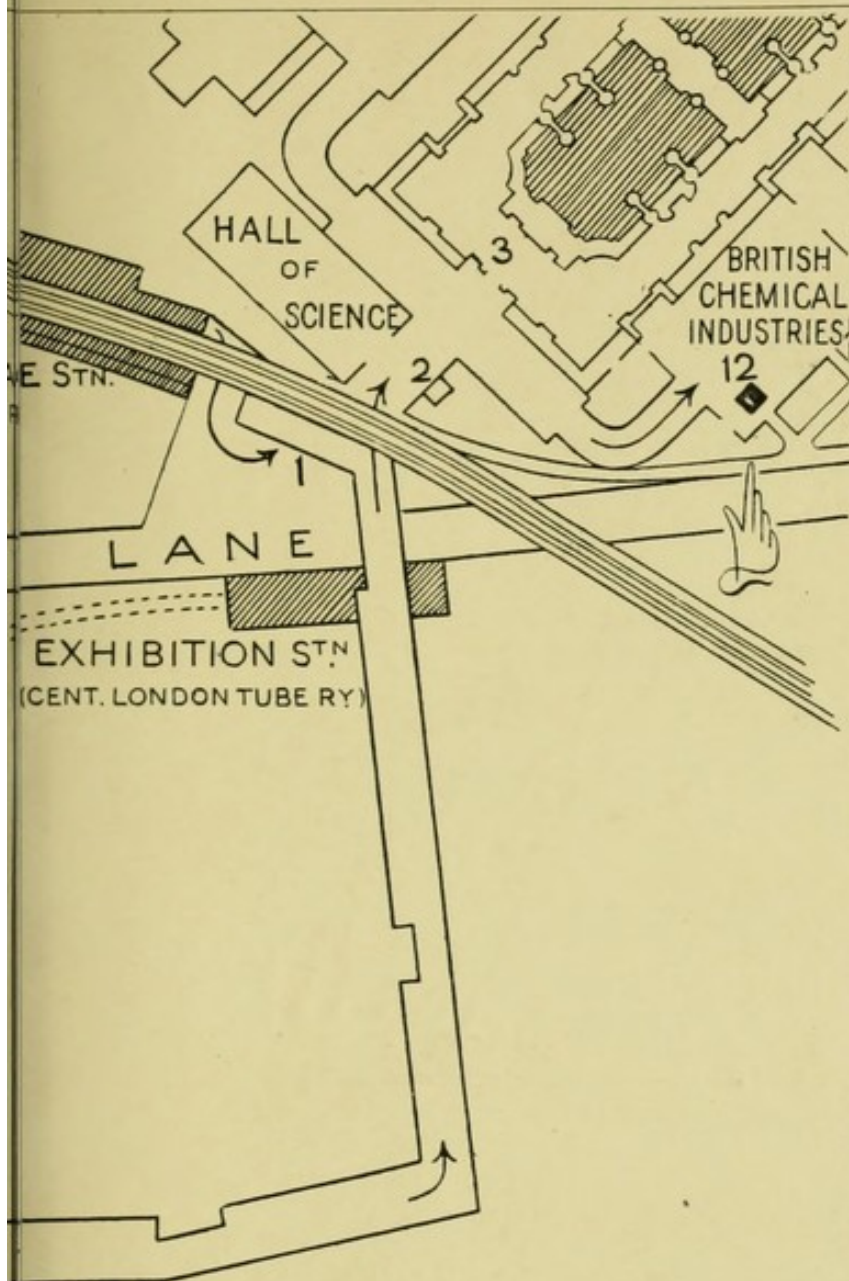 HALL
OF
SCIENCE
3
BRITISH
CHEMICAL
INDUSTRIES
2
12
STN.
1
LANE
EXHIBITION STN
(CENT. LONDON TUBE RY)